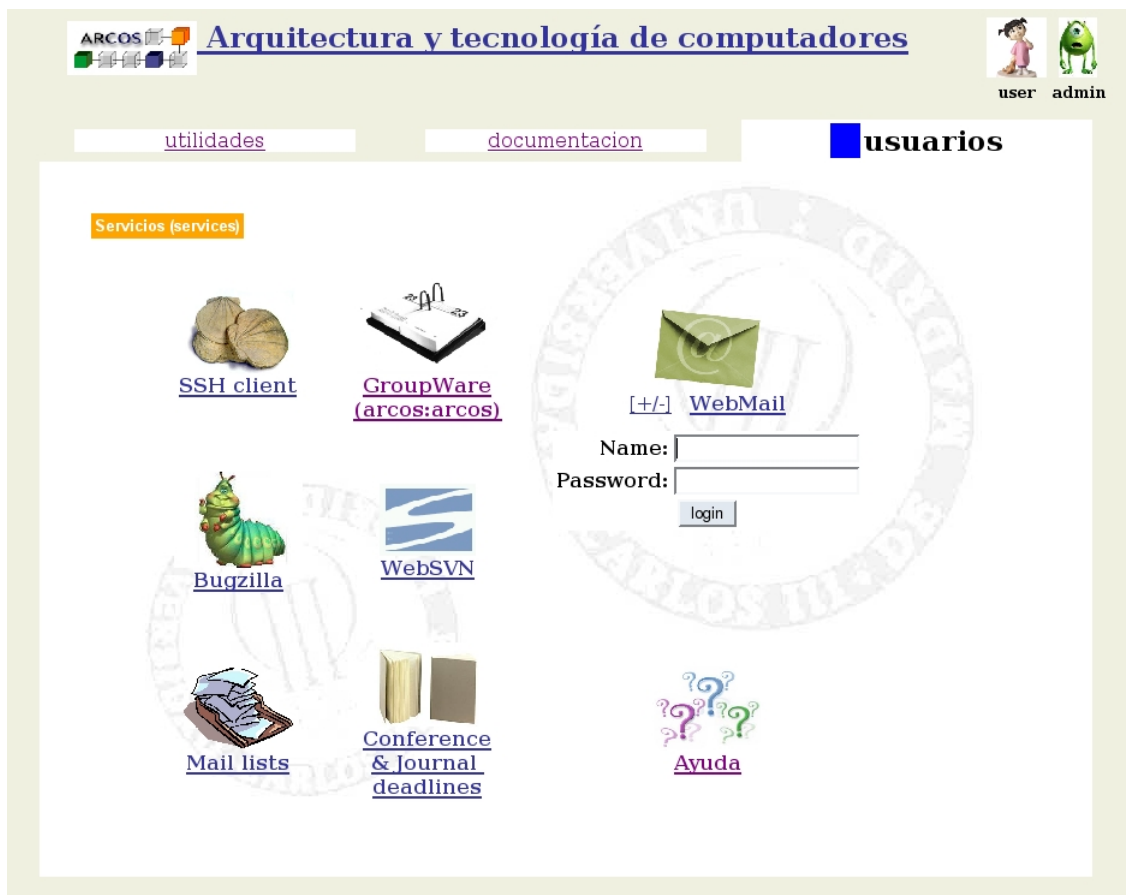 ARCOS Arquitectura y tecnología de computadores
user admin
utilidades documentacion usuarios
Servicios (services)
SSH client
GroupWare
(arcos:arcos)
[+/-] WebMail
Name:
Password:
login
Bugzilla
WebSVN
Mail lists
Conference
& Journal
deadlines
Ayuda